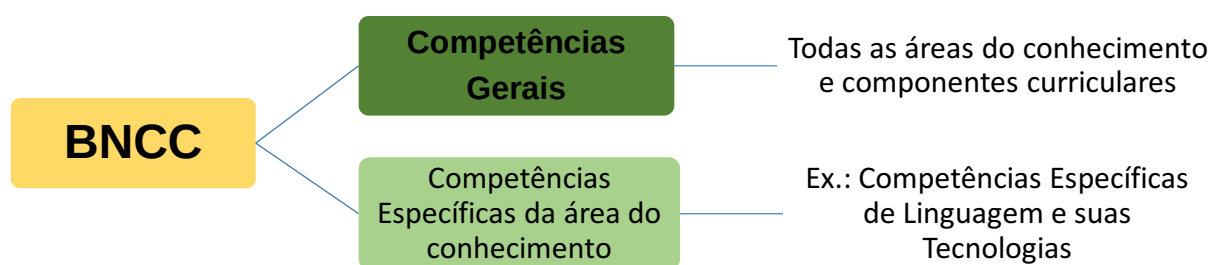 BNCC
Competências
Gerais
Todas as áreas do conhecimento
e componentes curriculares
Competências
Específicas da área do
conhecimento
Ex.: Competências Específicas
de Linguagem e suas
Tecnologias